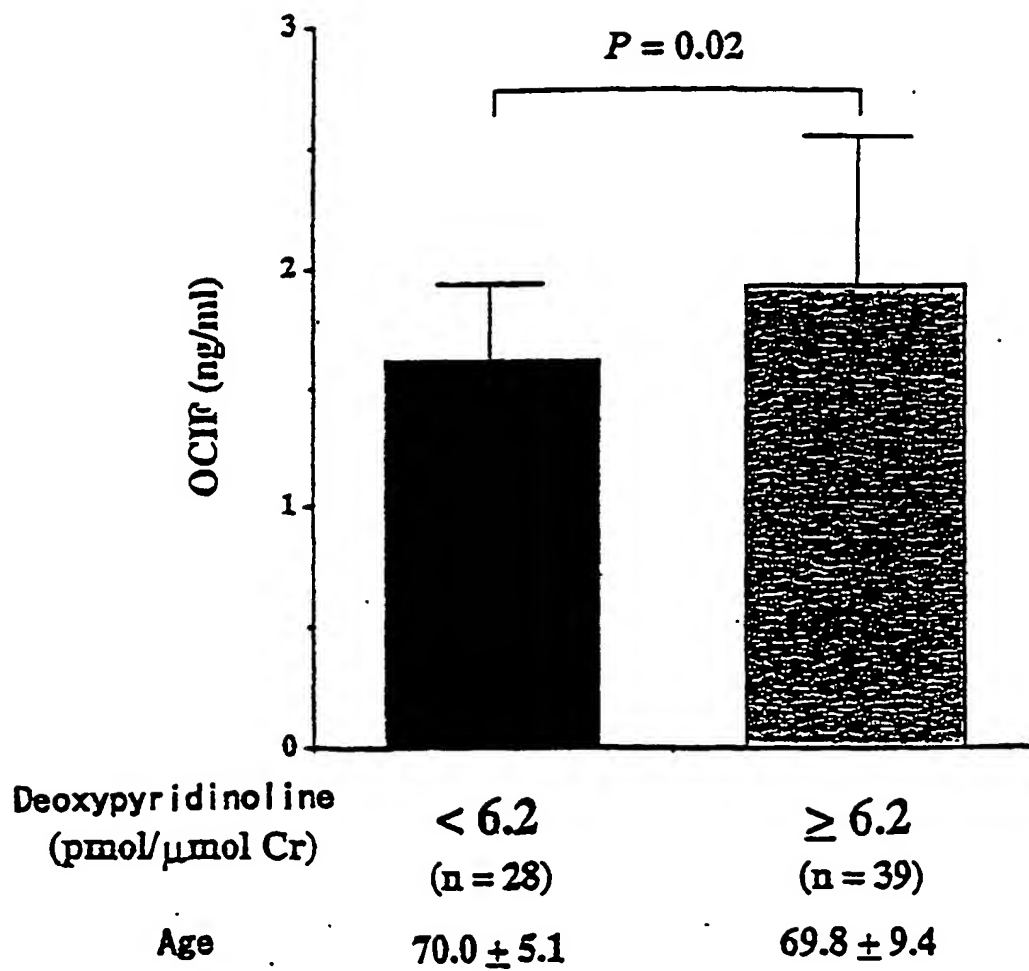 3
P = 0.02
2
OCIF (ng/ml)
1
0
Deoxypyridinoline
(pmol/μmol Cr)
< 6.2
≥ 6.2
(n = 28)
(n = 39)
Age
70.0 ± 5.1
69.8 ± 9.4